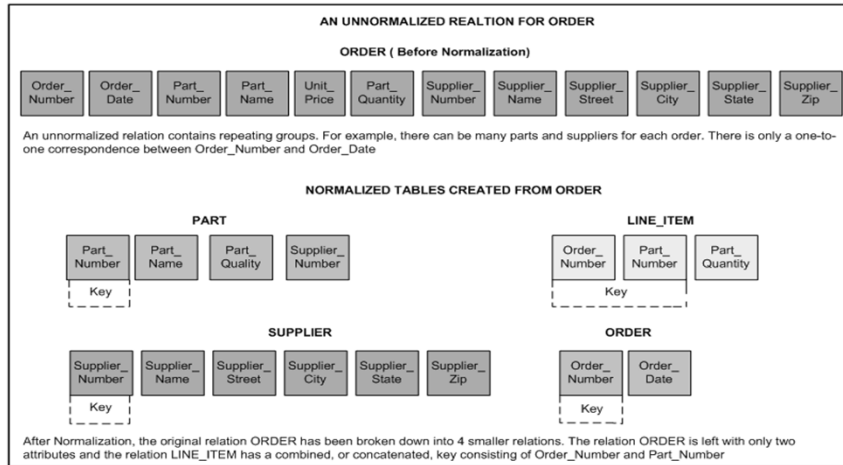 AN UNNORMALIZED REALTION FOR ORDER
ORDER ( Before Normalization)
Order_ Number
Order_ Date
Part_ Number
Part_ Name
Unit_ Price
Part_ Quantity
Supplier_ Number
Supplier_ Name
Supplier_ Street
Supplier_ City
Supplier_ State
Supplier_ Zip
An unnormalized relation contains repeating groups. For example, there can be many parts and suppliers for each order. There is only a one-to-
one correspondence between Order_Number and Order_Date
NORMALIZED TABLES CREATED FROM ORDER
PART
Part_ Number
Part_ Name
Part_ Quality
Supplier_ Number
Key
LINE_ITEM
Order_ Number
Part_ Number
Part_ Quantity
Key
SUPPLIER
Supplier_ Number
Supplier_ Name
Supplier_ Street
Supplier_ City
Supplier_ State
Supplier_ Zip
Key
ORDER
Order_ Number
Order_ Date
Key
After Normalization, the original relation ORDER has been broken down into 4 smaller relations. The relation ORDER is left with only two
attributes and the relation LINE_ITEM has a combined, or concatenated, key consisting of Order_Number and Part_Number